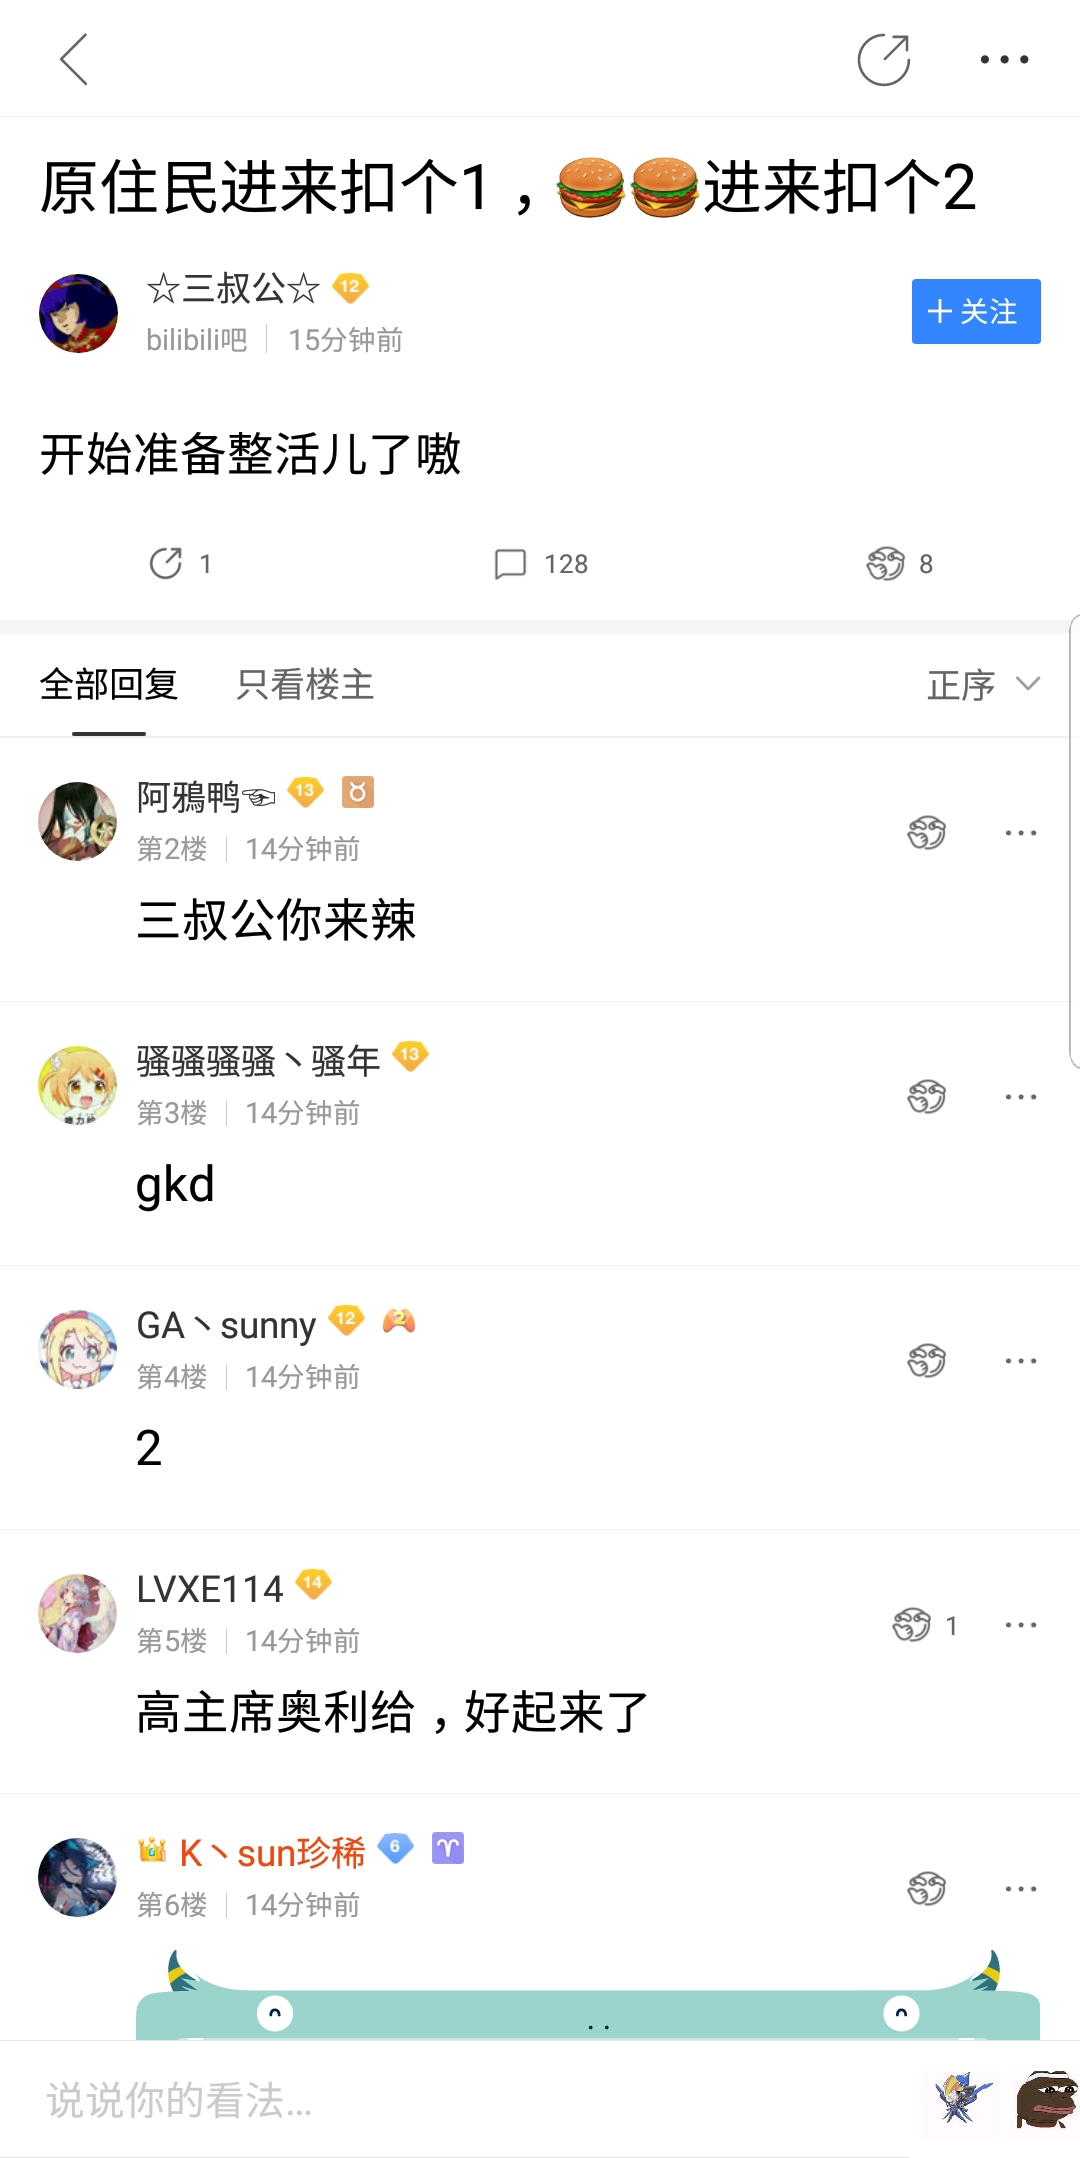 原住民进来扣个1，🍔🍔进来扣个2
☆三叔公☆ 12
bilibili吧 15分钟前
+关注
开始准备整活儿了嗷
1 128 8
全部回复 只看楼主 正序
阿鴉鸭☜ 13 ♉
第2楼 14分钟前
三叔公你来辣
骚骚骚骚丶骚年 13
第3楼 14分钟前
gkd
GA丶sunny 12 2
第4楼 14分钟前
2
LVXE114 14
第5楼 14分钟前
1
高主席奥利给，好起来了
K丶sun珍稀 6 ♈
第6楼 14分钟前
说说你的看法...